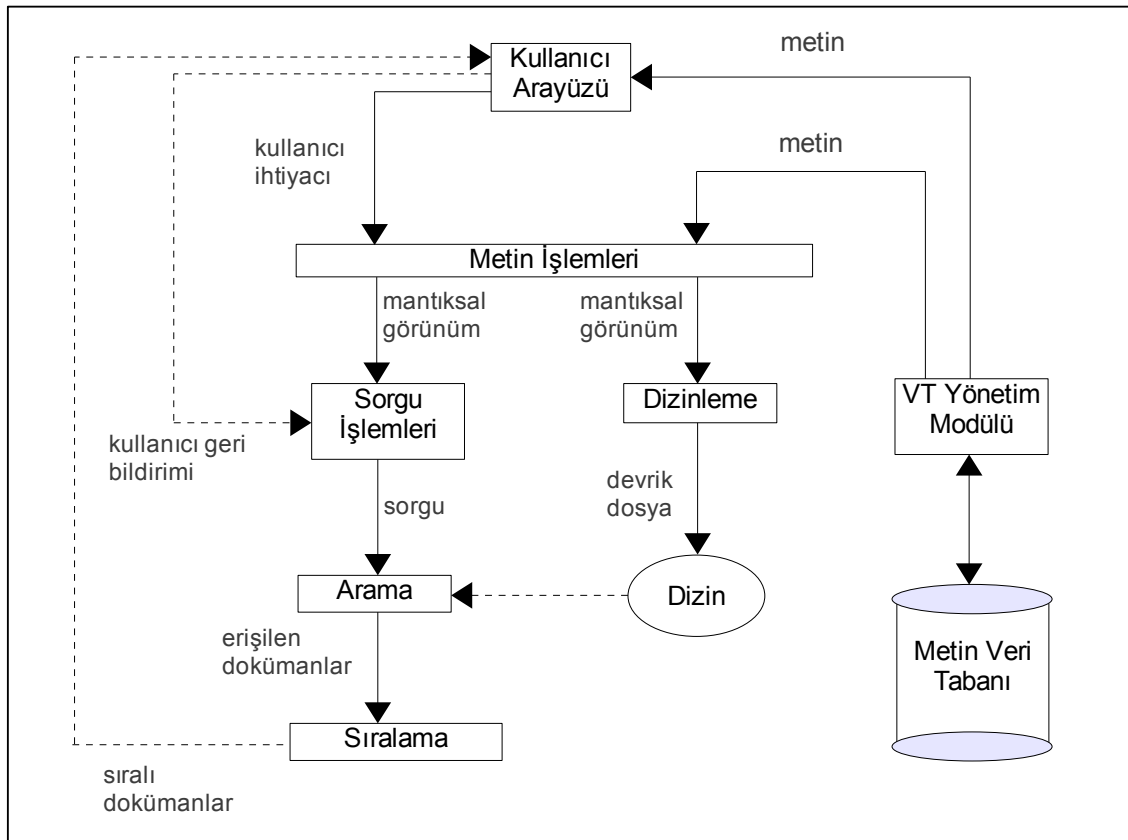 metin
Kullanıcı
Arayüzü
kullanıcı
ihtiyacı
metin
Metin İşlemleri
mantıksal
görünüm
mantıksal
görünüm
Sorgu
İşlemleri
Dizinleme
VT Yönetim
Modülü
kullanıcı geri
bildirimi
sorgu
devrik
dosya
Arama
Dizin
erişilen
dokümanlar
Metin Veri
Tabanı
Sıralama
sıralı
dokümanlar